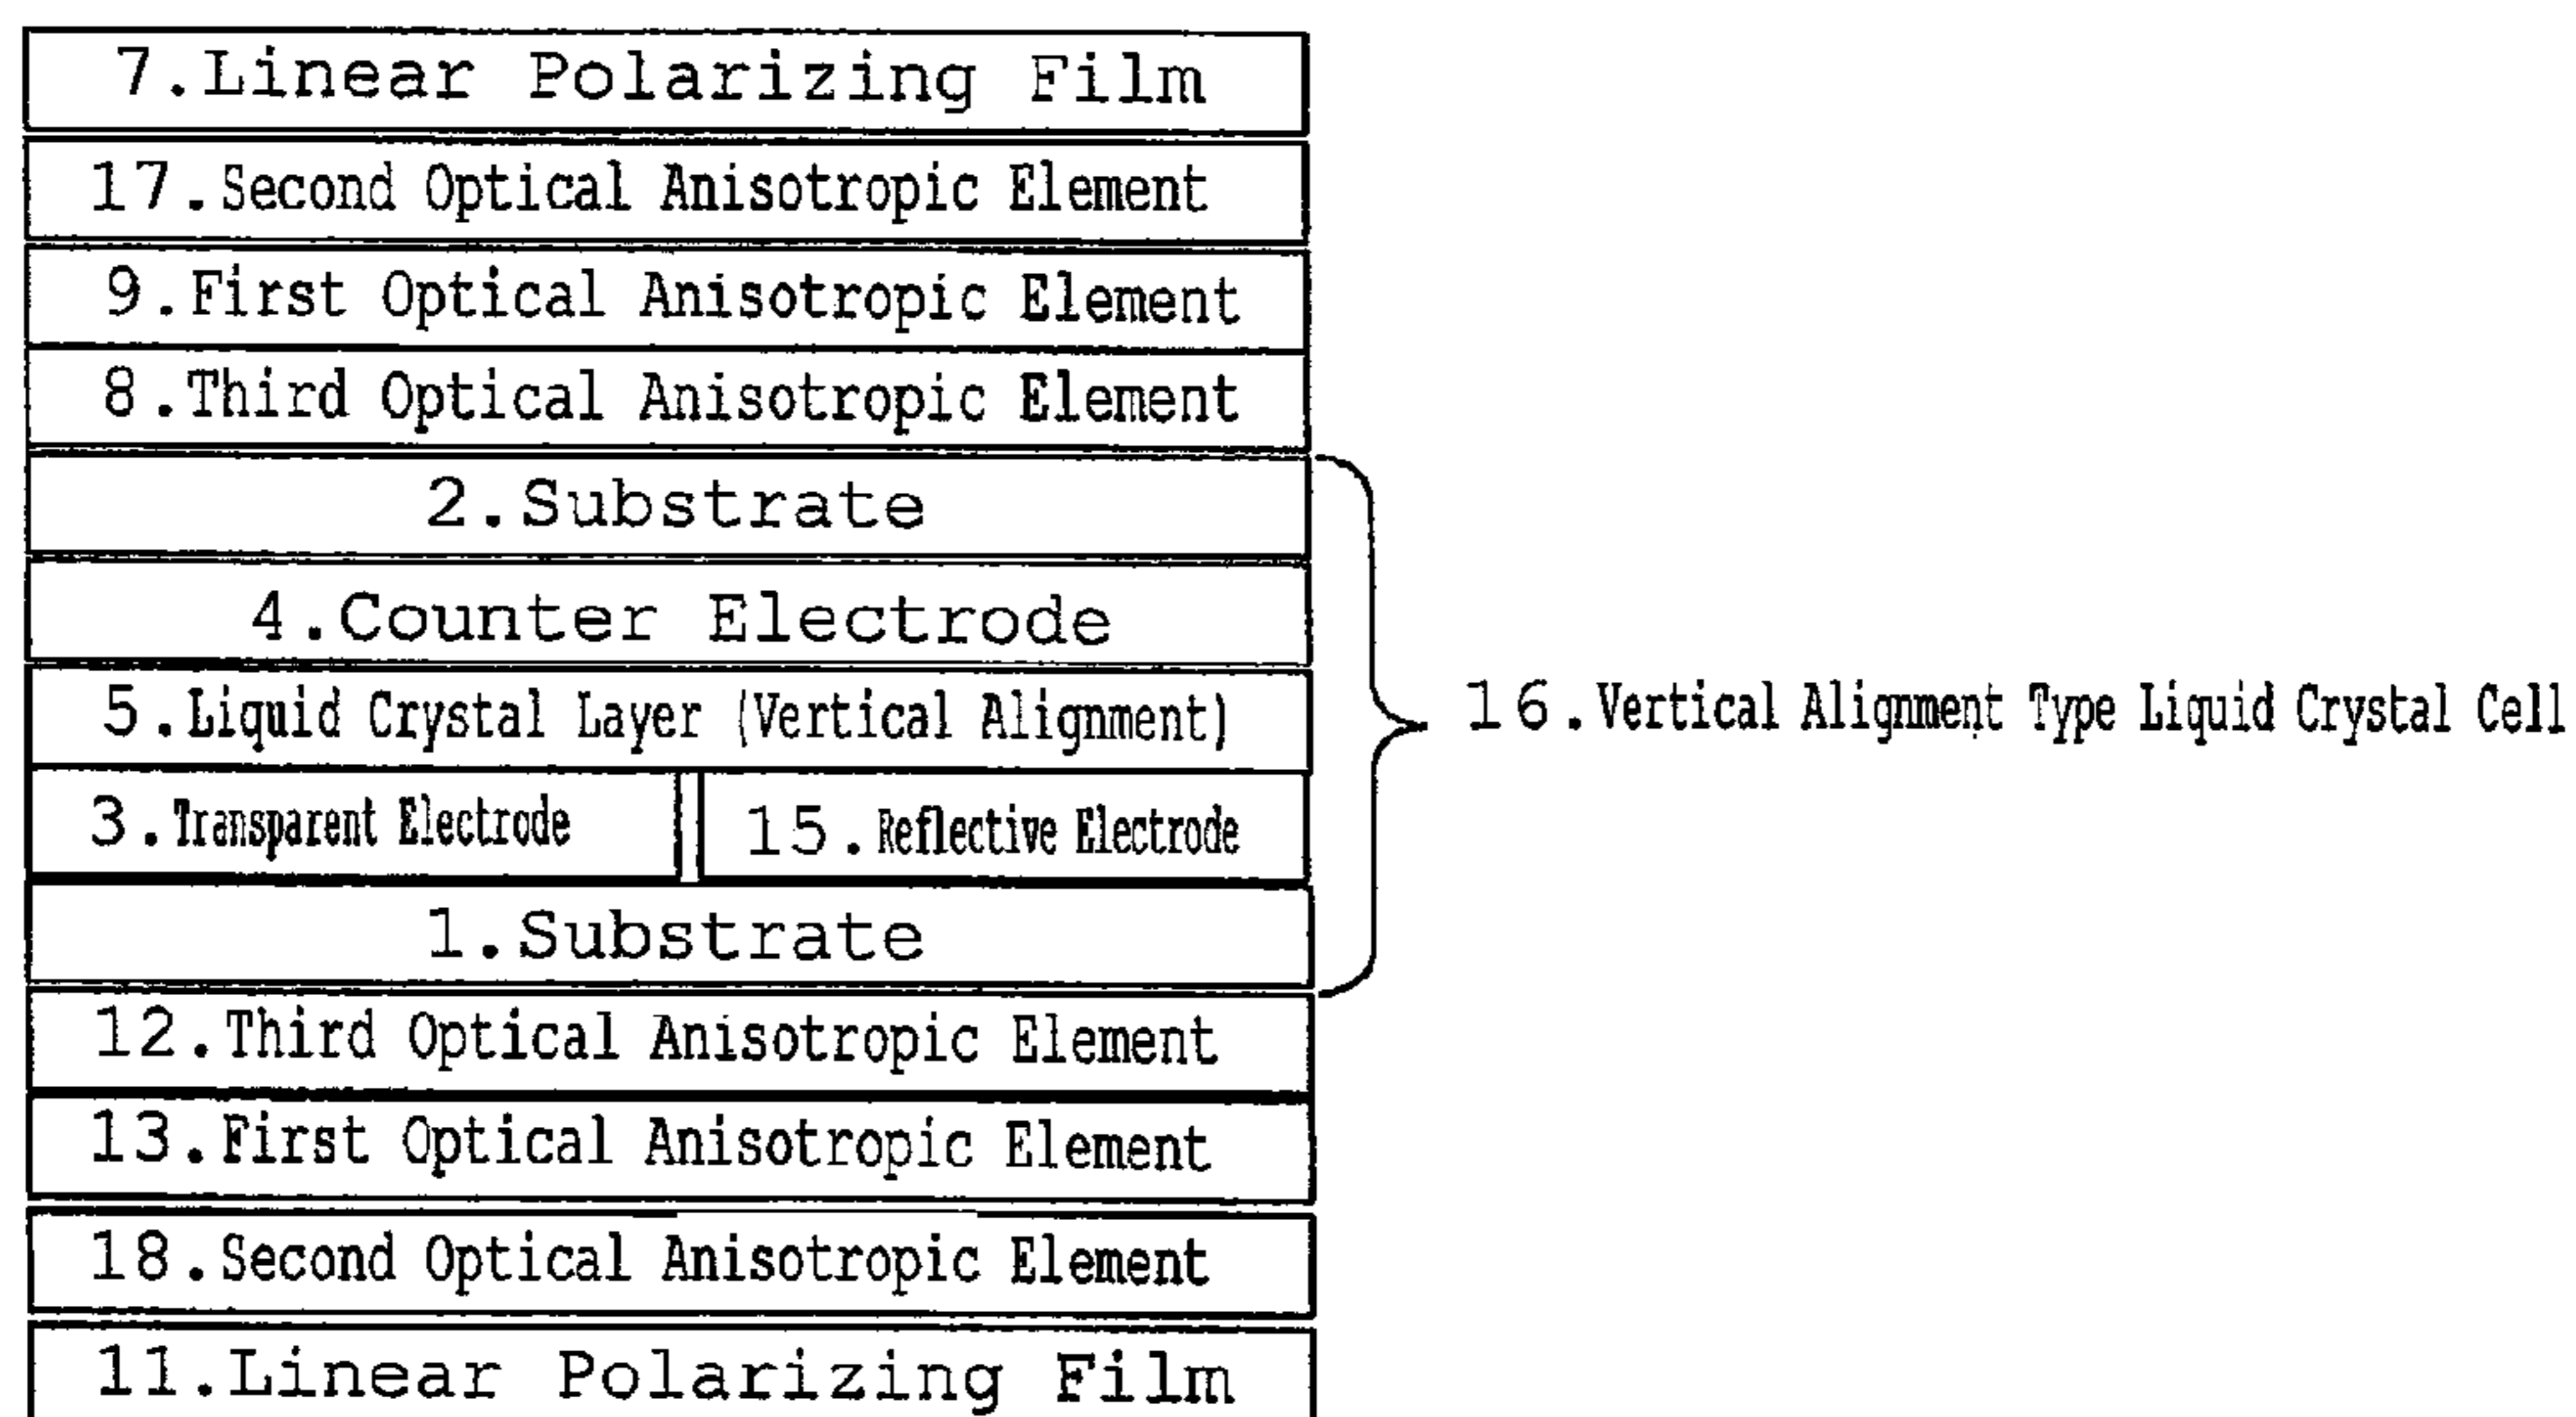 7.Linear Polarizing Film
17.Second Optical Anisotropic Element
9.First Optical Anisotropic Element
8.Third Optical Anisotropic Element
2.Substrate
4.Counter Electrode
5.Liquid Crystal Layer (Vertical Alignment)
16.Vertical Alignment Type Liquid Crystal Cell
3.Transparent Electrode
15.Reflective Electrode
1.Substrate
12.Third Optical Anisotropic Element
13.First Optical Anisotropic Element
18.Second Optical Anisotropic Element
11.Linear Polarizing Film